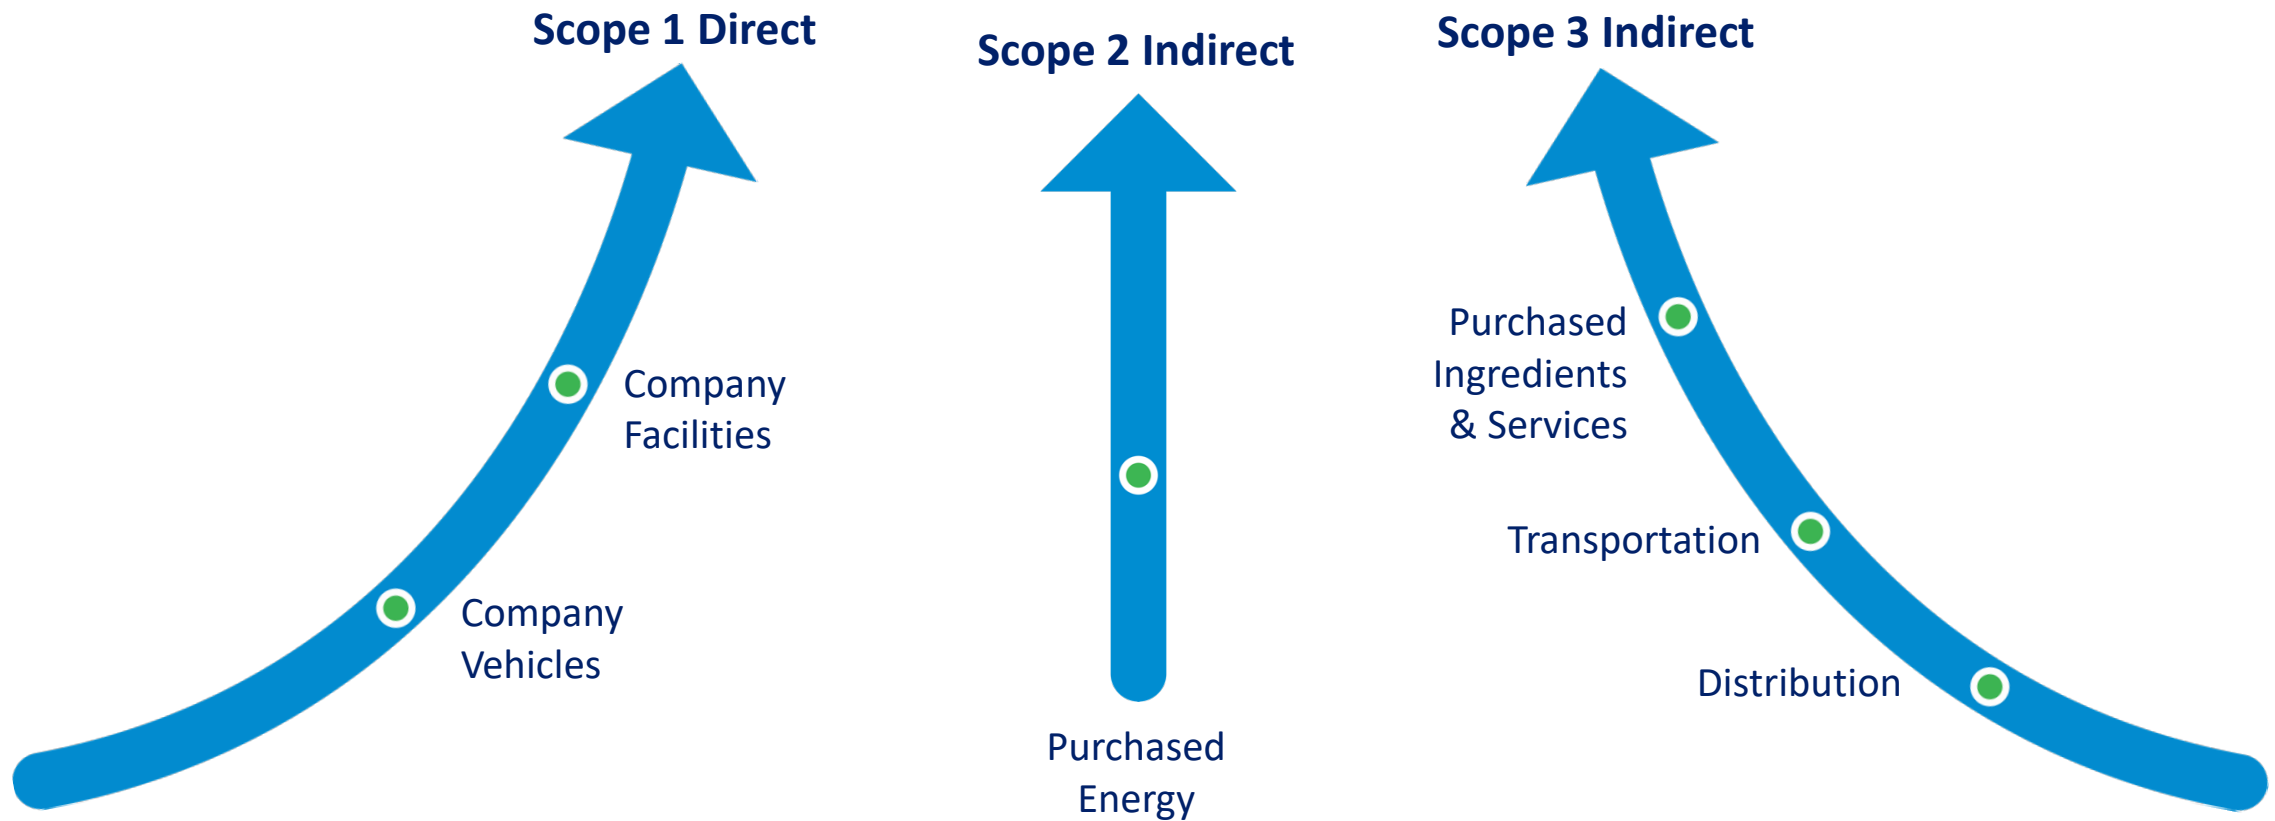 Scope 1 Direct
Company
Facilities
Company
Vehicles
Scope 2 Indirect
Purchased
Energy
Scope 3 Indirect
Purchased
Ingredients
& Services
Transportation
Distribution